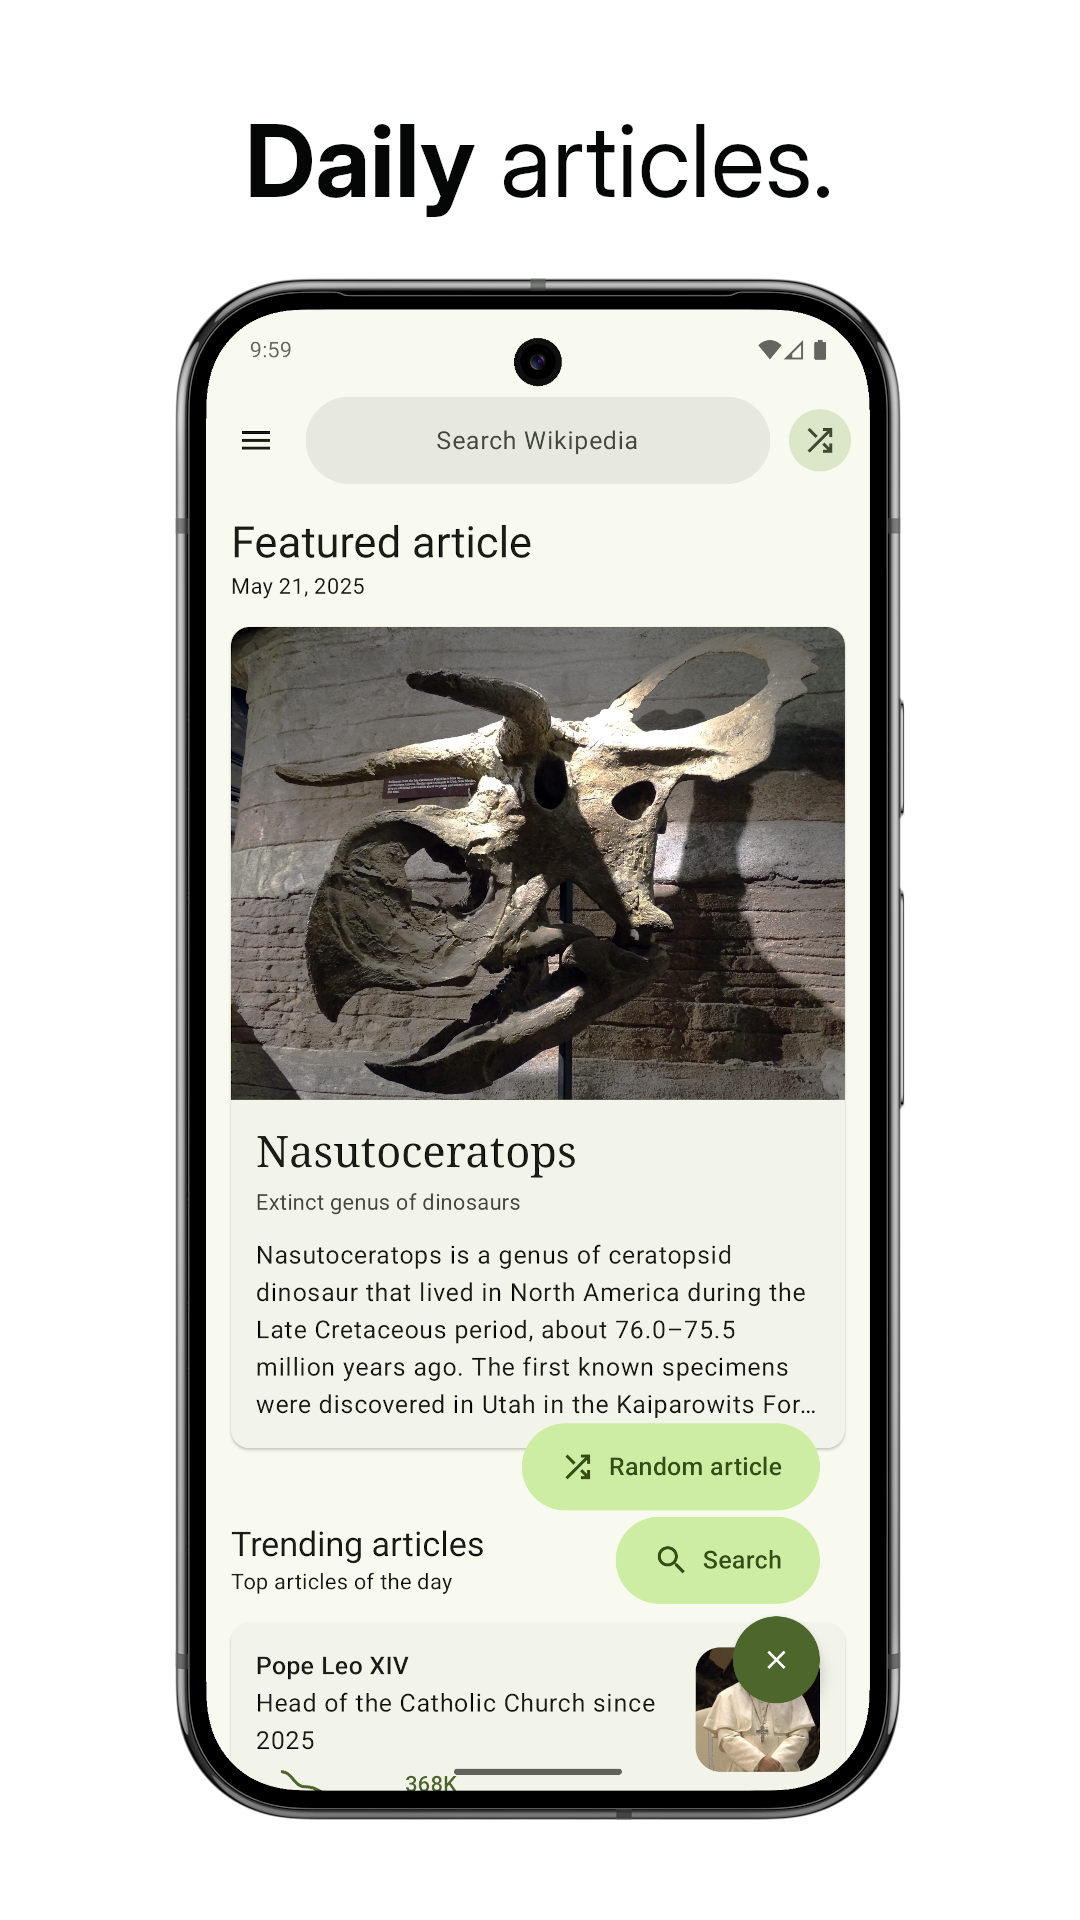 Daily articles.
9:59
Search Wikipedia
Featured article
May 21, 2025
Nasutoceratops
Extinct genus of dinosaurs
Nasutoceratops is a genus of ceratopsid
dinosaur that lived in North America during the
Late Cretaceous period, about 76.0–75.5
million years ago. The first known specimens
were discovered in Utah in the Kaiparowits For…
Random article
Trending articles
Top articles of the day
Search
Pope Leo XIV
Head of the Catholic Church since
2025
368K